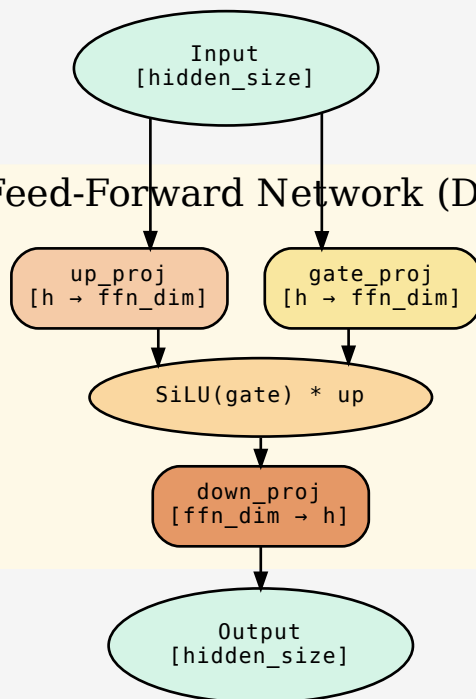 Input
[hidden_size]
Feed-Forward Network (D
up_proj
[h → ffn_dim]
gate_proj
[h → ffn_dim]
SiLU(gate) * up
down_proj
[ffn_dim → h]
Output
[hidden_size]